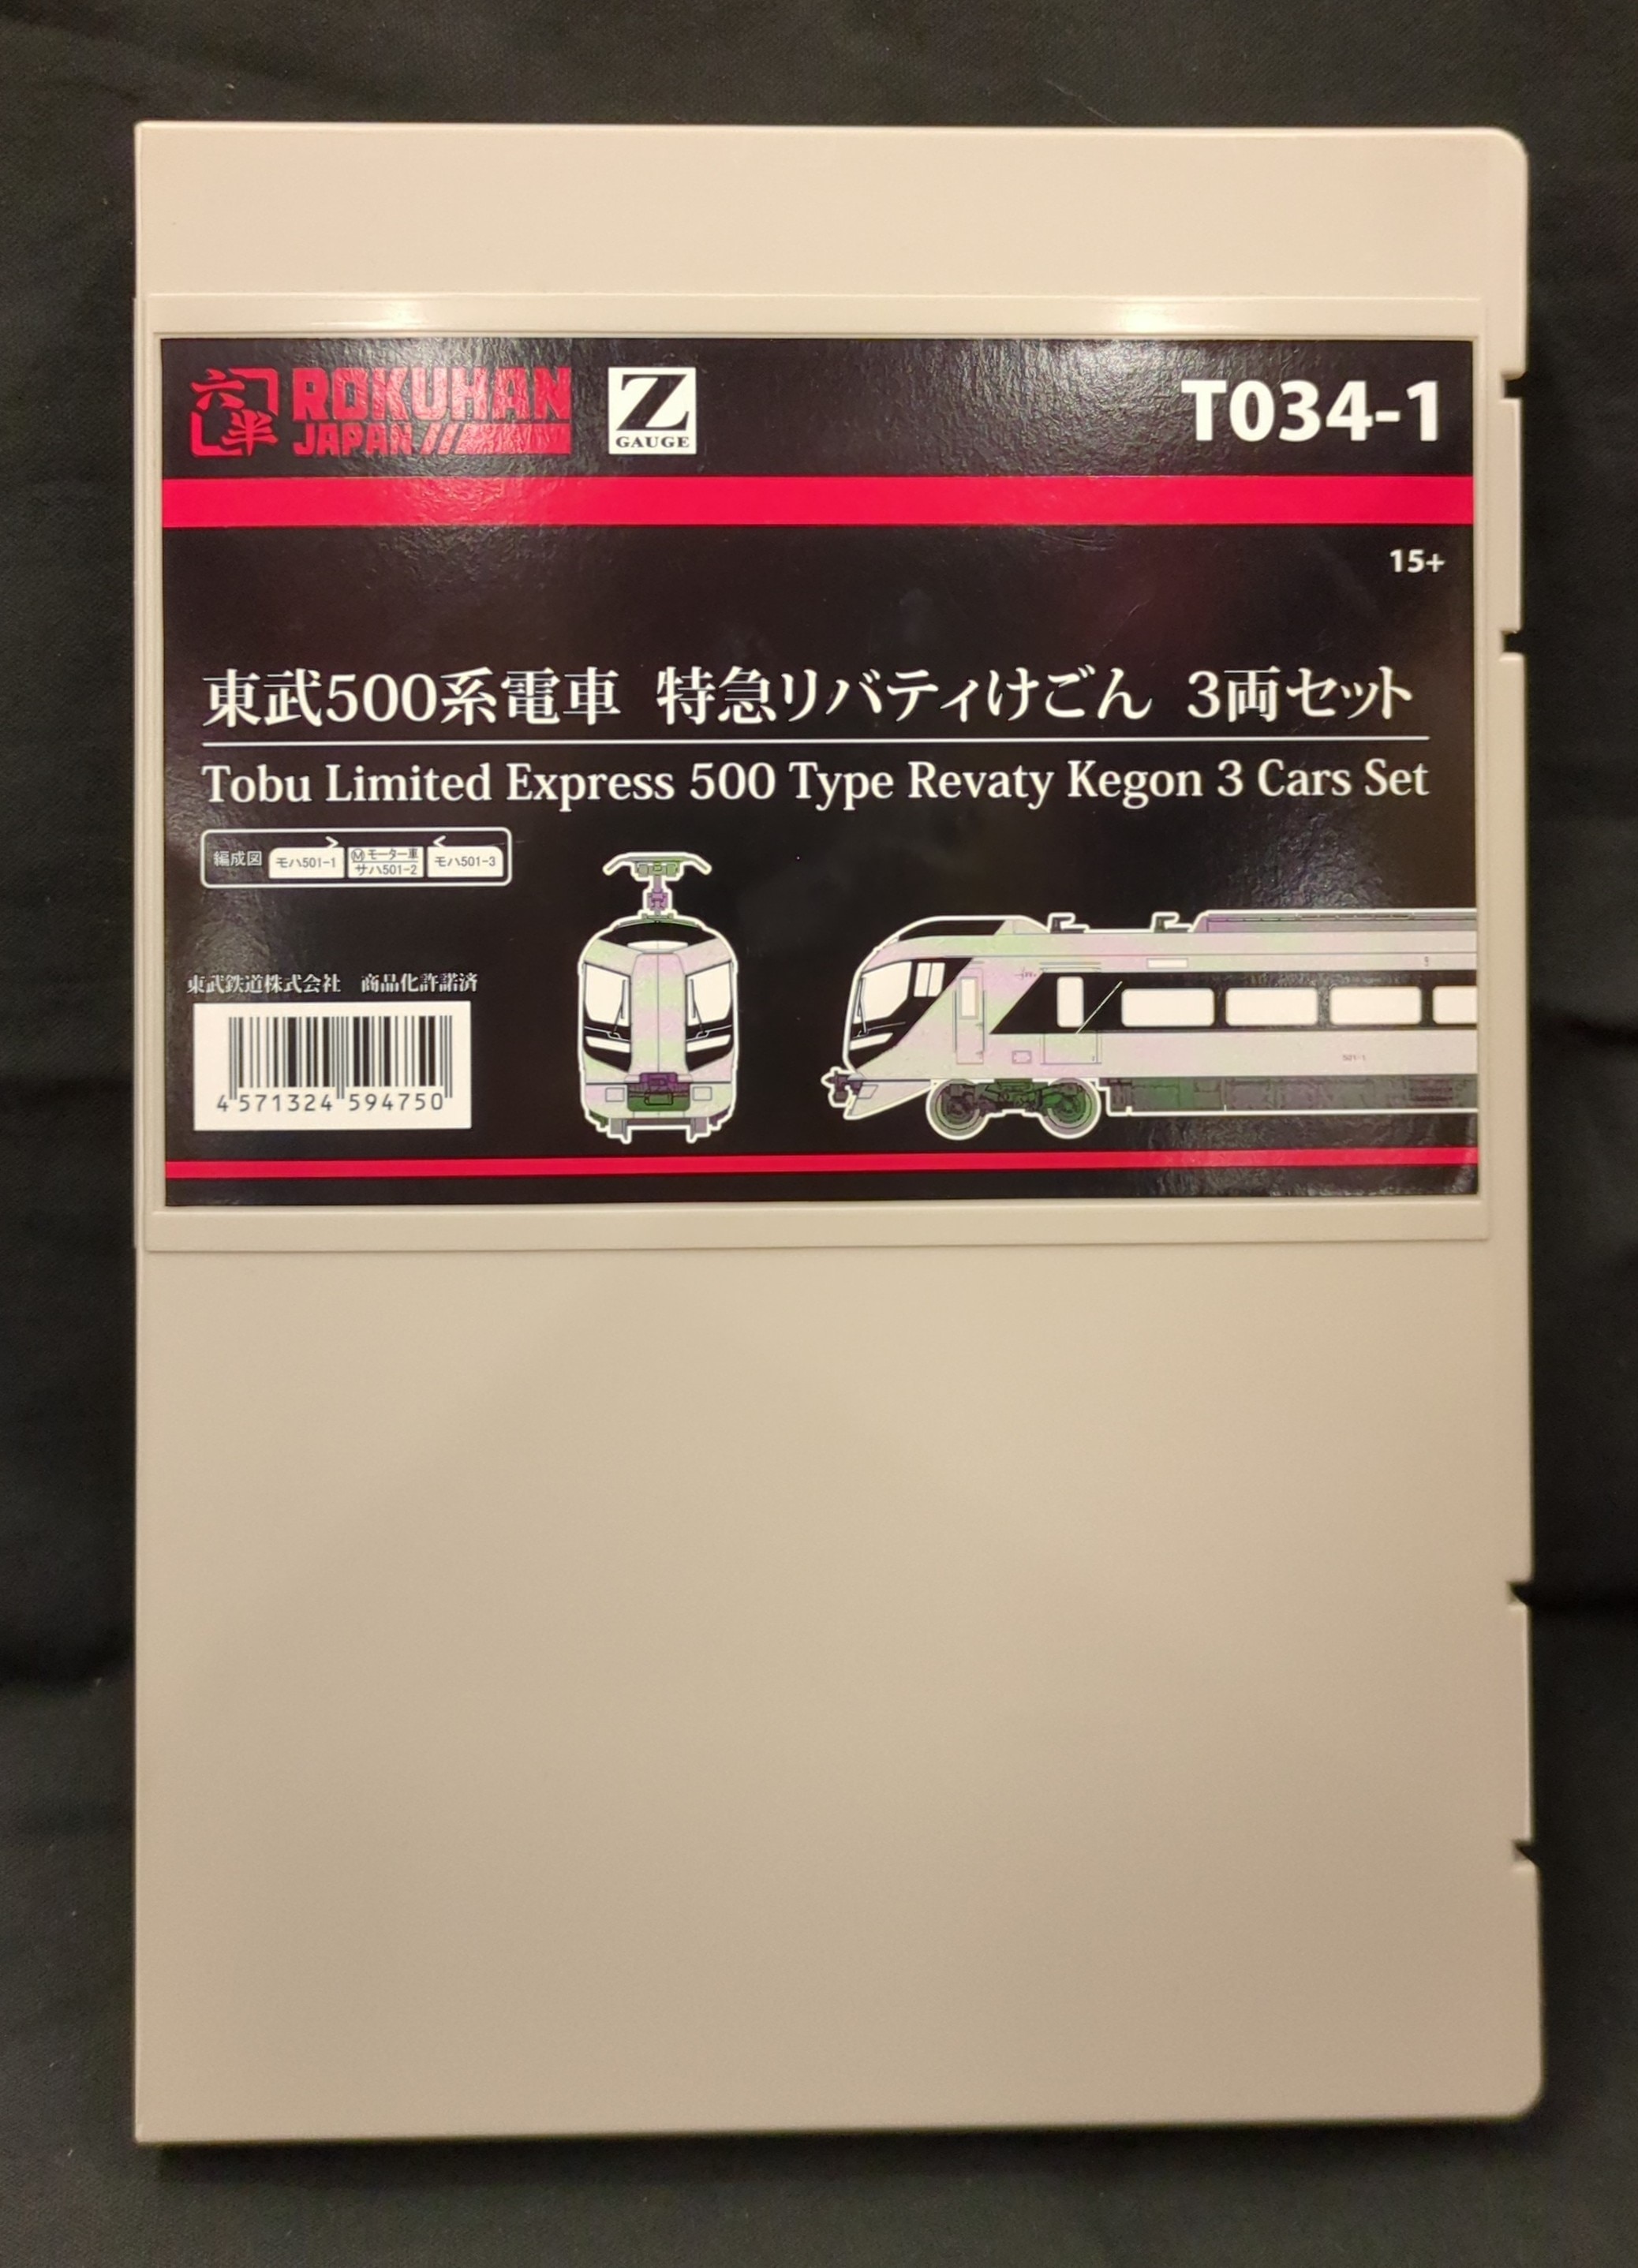 六半 ROKUHAN
JAPAN
Z
GAUGE
T034-1
15+
東武500系電車 特急リバティけごん 3両セット
Tobu Limited Express 500 Type Revaty Kegon 3 Cars Set
編成図 モハ501-1 Ⓜモーター車 サハ501-2 モハ501-3
東武鉄道株式会社 商品化許諾済
4 571324 594750
501-1